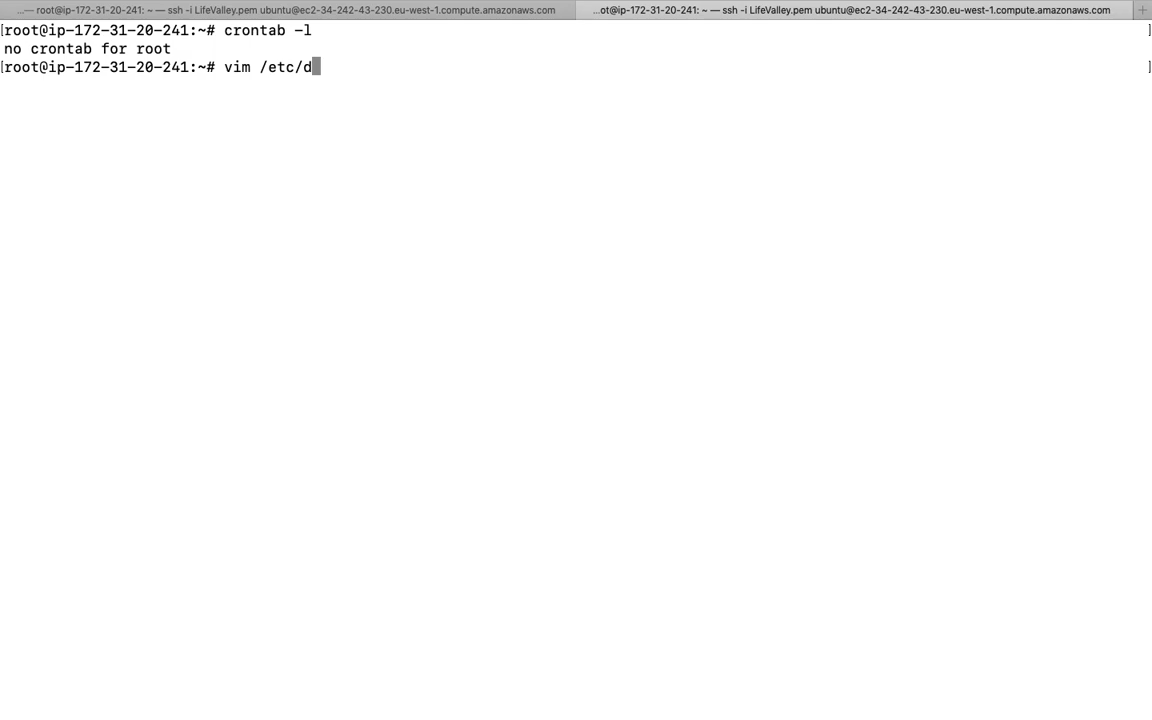 ...— root@ip-172-31-20-241: ~ — ssh -i LifeValley.pem ubuntu@ec2-34-242-43-230.eu-west-1.compute.amazonaws.com
...ot@ip-172-31-20-241: ~ — ssh -i LifeValley.pem ubuntu@ec2-34-242-43-230.eu-west-1.compute.amazonaws.com +
[root@ip-172-31-20-241:~# crontab -l ]
no crontab for root
[root@ip-172-31-20-241:~# vim /etc/d ]